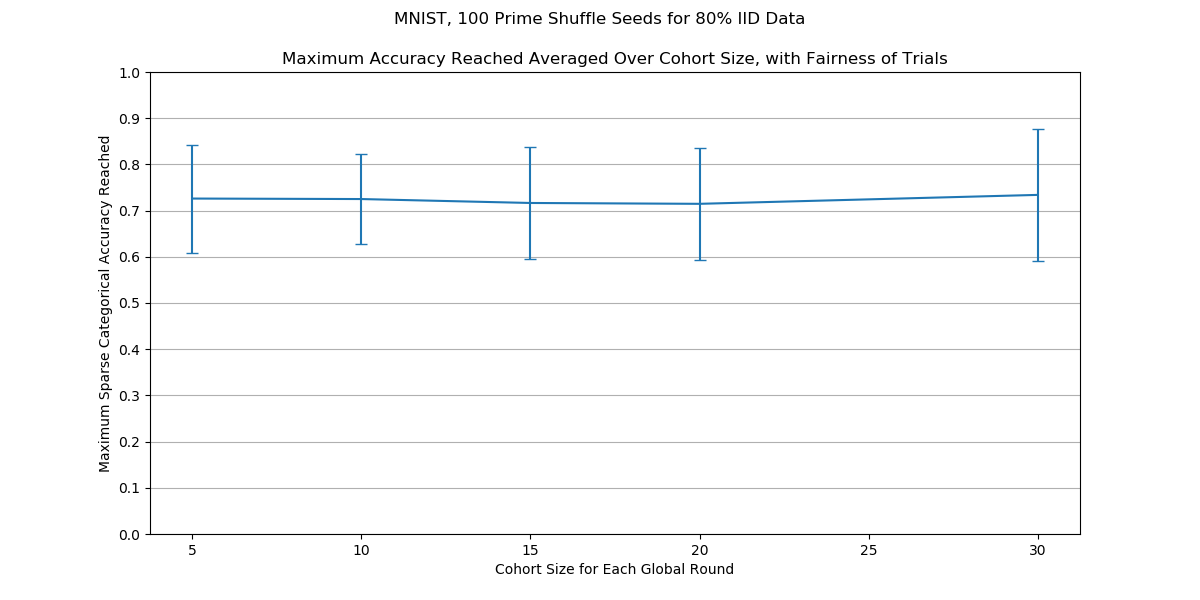 MNIST, 100 Prime Shuffle Seeds for 80% IID Data
Maximum Accuracy Reached Averaged Over Cohort Size, with Fairness of Trials
Maximum Sparse Categorical Accuracy Reached
1.0
0.9
0.8
0.7
0.6
0.5
0.4
0.3
0.2
0.1
0.0
5 10 15 20 25 30
Cohort Size for Each Global Round